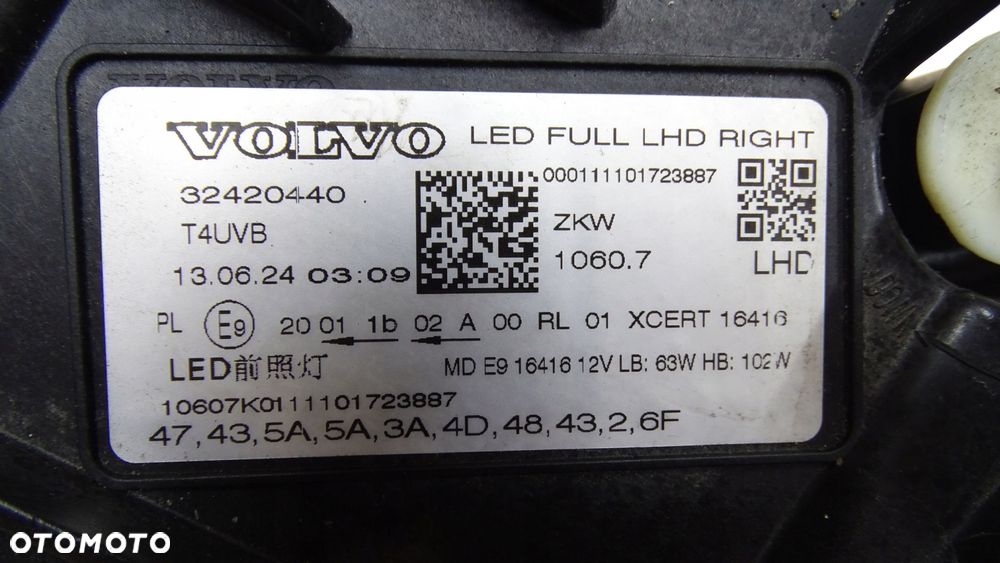 VOLVO LED FULL LHD RIGHT
32420440
000111101723887
T4UVB
ZKW
13.06.24 03:09
1060.7
LHD
PL E9 20 01 1b 02 A 00 RL 01 XCERT 16416
LED前照灯
MD E9 16416 12V LB: 63W HB: 102W
10607K0111101723887
47,43,5A,5A,3A,4D,48,43,2,6F
OTOMOTO